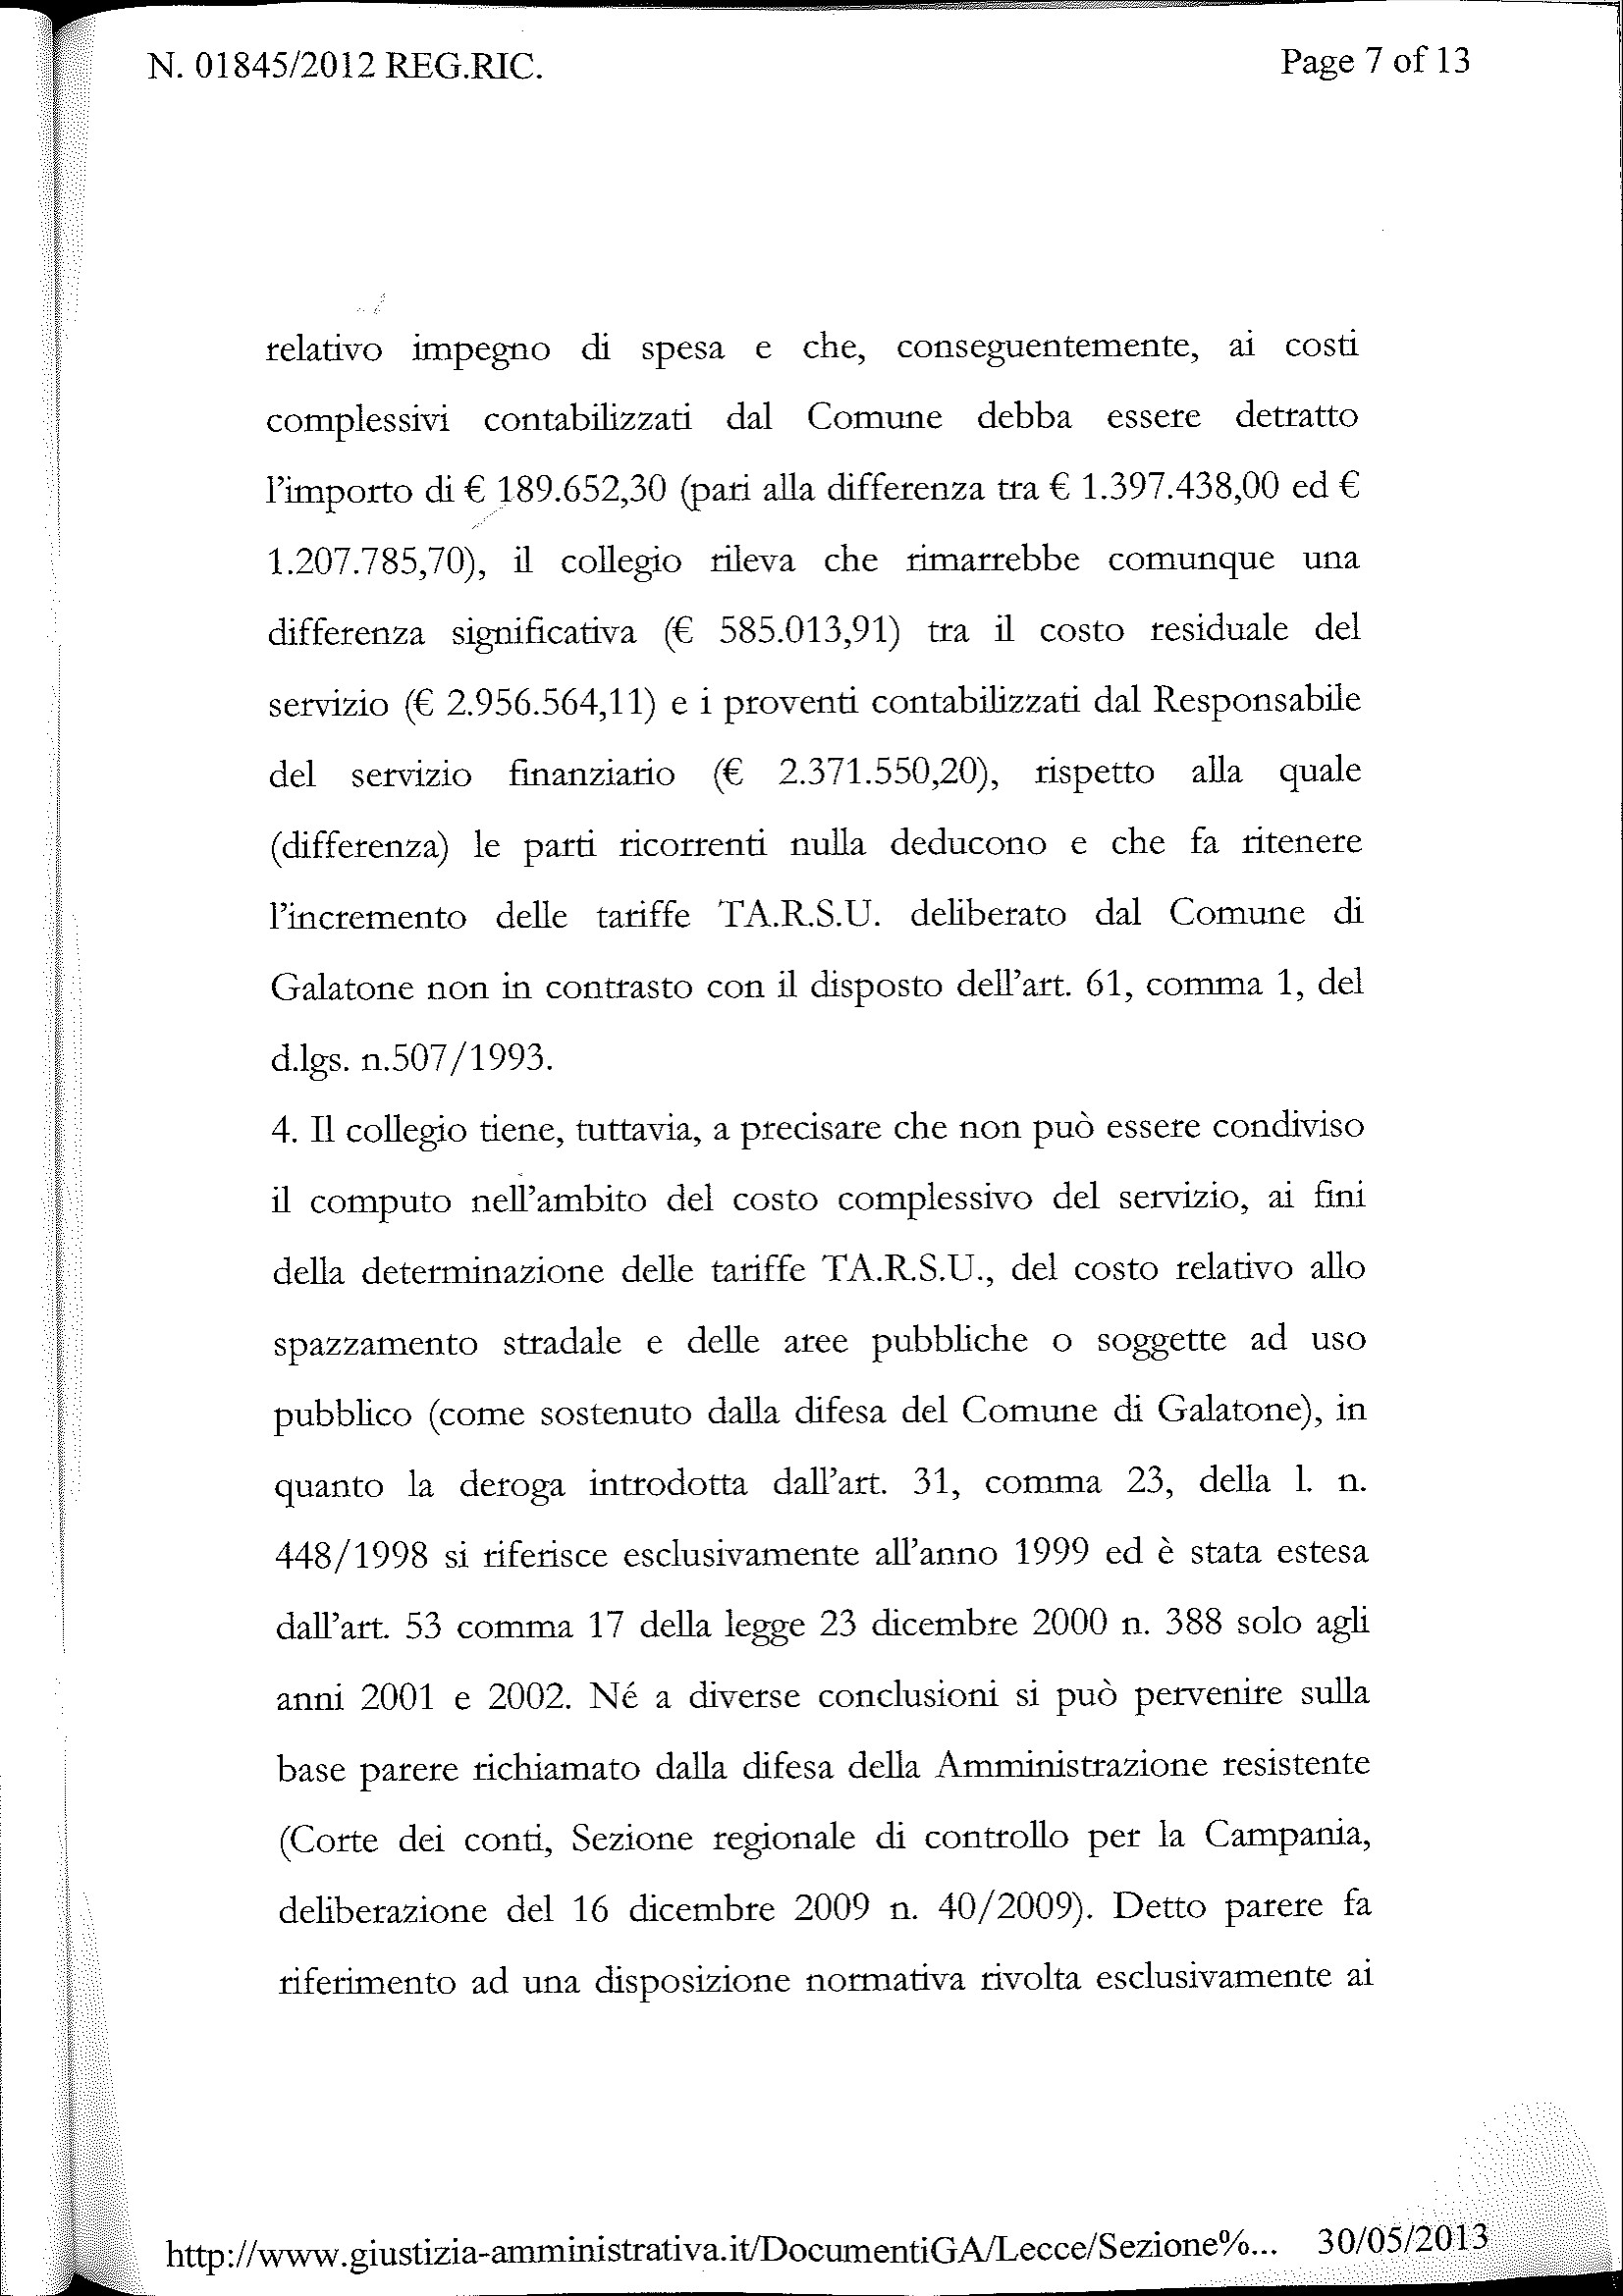 N. 01845/2012 REG.RIC.
Page 7 of 13
relativo impegno di spesa e che, conseguentemente, ai costi
complessivi contabilizzati dal Comune debba essere detratto
l'importo di € 189.652,30 (pari alla differenza tra € 1.397.438,00 ed €
1.207.785,70), il collegio rileva che rimarrebbe comunque una
differenza significativa (€ 585.013,91) tra il costo residuale del
servizio (€ 2.956.564,11) e i proventi contabilizzati dal Responsabile
del servizio finanziario (€ 2.371.550,20), rispetto alla quale
(differenza) le parti ricorrenti nulla deducono e che fa ritenere
l'incremento delle tariffe TA.R.S.U. deliberato dal Comune di
Galatone non in contrasto con il disposto dell'art. 61, comma 1, del
d.lgs. n.507/1993.
4. Il collegio tiene, tuttavia, a precisare che non può essere condiviso
il computo nell'ambito del costo complessivo del servizio, ai fini
della determinazione delle tariffe TA.R.S.U., del costo relativo allo
spazzamento stradale e delle aree pubbliche o soggette ad uso
pubblico (come sostenuto dalla difesa del Comune di Galatone), in
quanto la deroga introdotta dall'art. 31, comma 23, della l. n.
448/1998 si riferisce esclusivamente all'anno 1999 ed è stata estesa
dall'art. 53 comma 17 della legge 23 dicembre 2000 n. 388 solo agli
anni 2001 e 2002. Né a diverse conclusioni si può pervenire sulla
base parere richiamato dalla difesa della Amministrazione resistente
(Corte dei conti, Sezione regionale di controllo per la Campania,
deliberazione del 16 dicembre 2009 n. 40/2009). Detto parere fa
riferimento ad una disposizione normativa rivolta esclusivamente ai
http://www.giustizia-amministrativa.it/DocumentiGA/Lecce/Sezione%...
30/05/2013